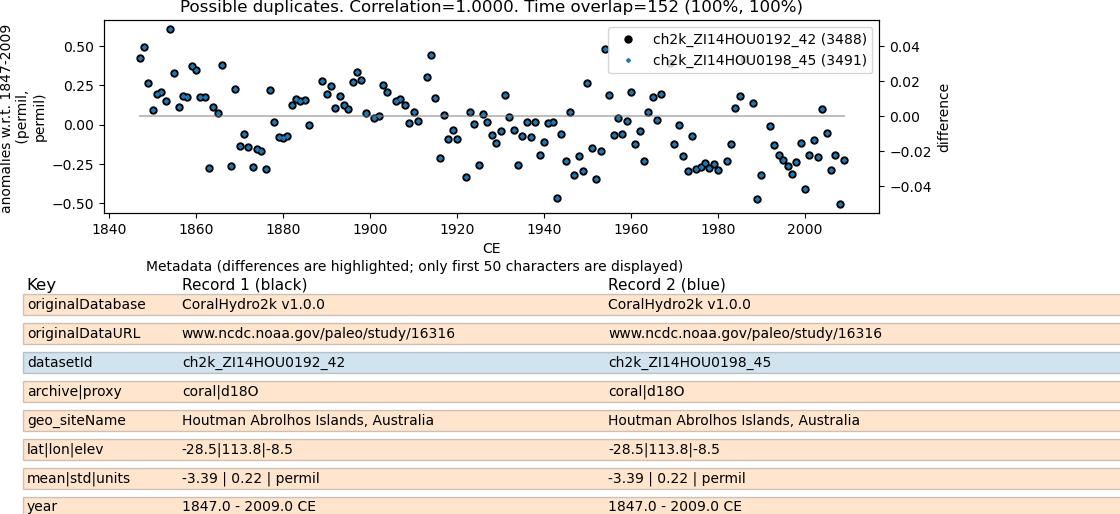 Possible duplicates. Correlation=1.0000. Time overlap=152 (100%, 100%)
anomalies w.r.t. 1847-2009
(permil,
permil)
0.50
0.25
0.00
−0.25
−0.50
ch2k_ZI14HOU0192_42 (3488)
ch2k_ZI14HOU0198_45 (3491)
0.04
0.02
0.00
−0.02
−0.04
difference
1840 1860 1880 1900 1920 1940 1960 1980 2000
CE
Metadata (differences are highlighted; only first 50 characters are displayed)
Key Record 1 (black) Record 2 (blue)
originalDatabase CoralHydro2k v1.0.0 CoralHydro2k v1.0.0
originalDataURL www.ncdc.noaa.gov/paleo/study/16316 www.ncdc.noaa.gov/paleo/study/16316
datasetId ch2k_ZI14HOU0192_42 ch2k_ZI14HOU0198_45
archive|proxy coral|d18O coral|d18O
geo_siteName Houtman Abrolhos Islands, Australia Houtman Abrolhos Islands, Australia
lat|lon|elev -28.5|113.8|-8.5 -28.5|113.8|-8.5
mean|std|units -3.39 | 0.22 | permil -3.39 | 0.22 | permil
year 1847.0 - 2009.0 CE 1847.0 - 2009.0 CE